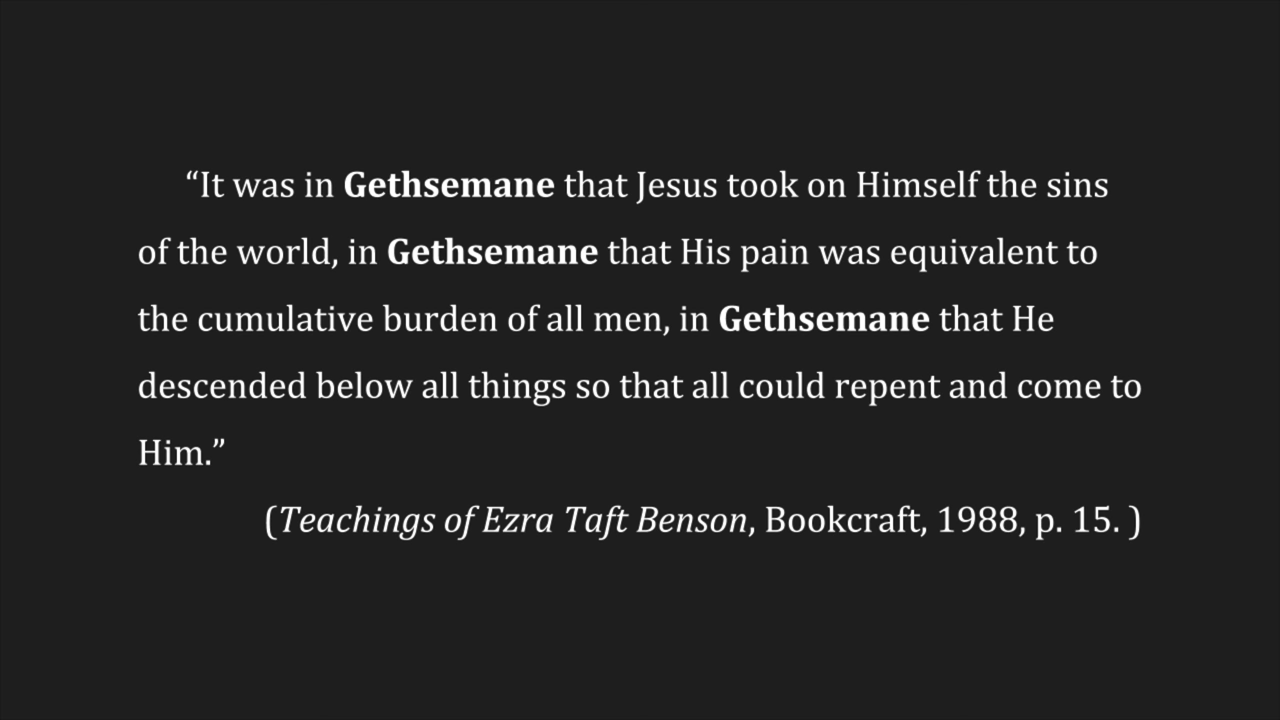 “It was in Gethsemane that Jesus took on Himself the sins
of the world, in Gethsemane that His pain was equivalent to
the cumulative burden of all men, in Gethsemane that He
descended below all things so that all could repent and come to
Him.”
(Teachings of Ezra Taft Benson, Bookcraft, 1988, p. 15. )